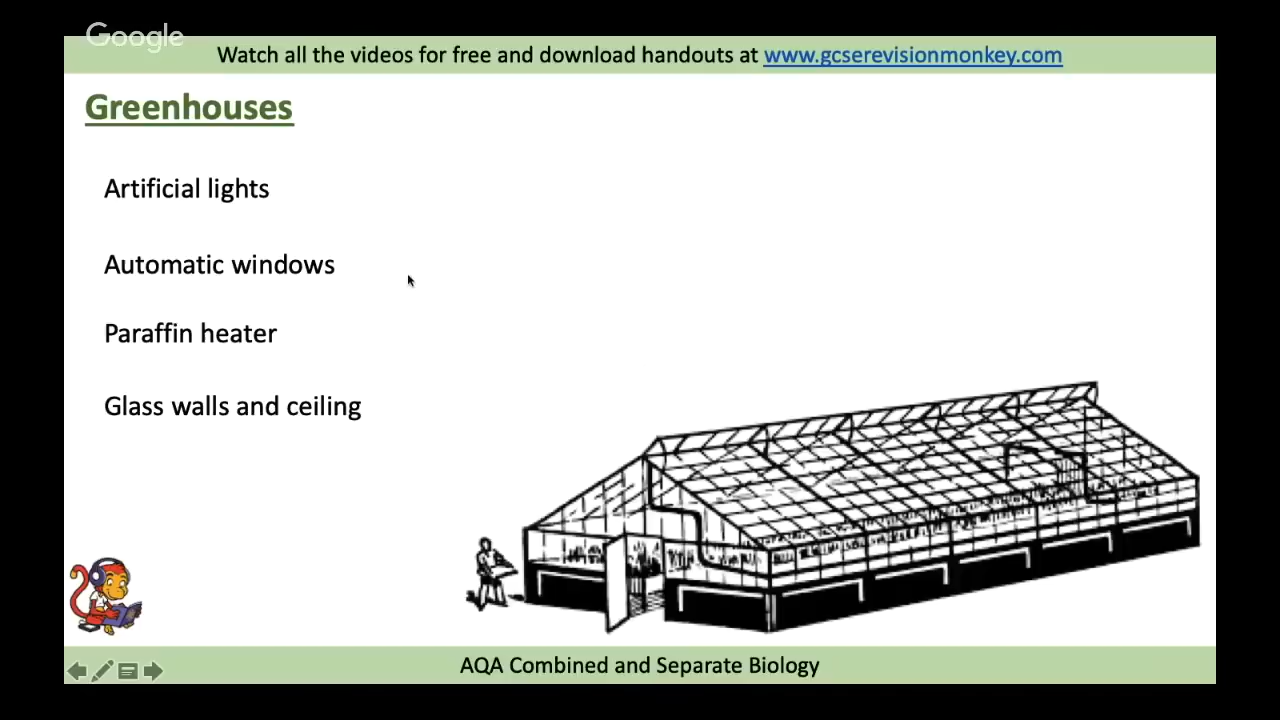 Google
Watch all the videos for free and download handouts at www.gcserevisionmonkey.com
Greenhouses
Artificial lights
Automatic windows
Paraffin heater
Glass walls and ceiling
AQA Combined and Separate Biology